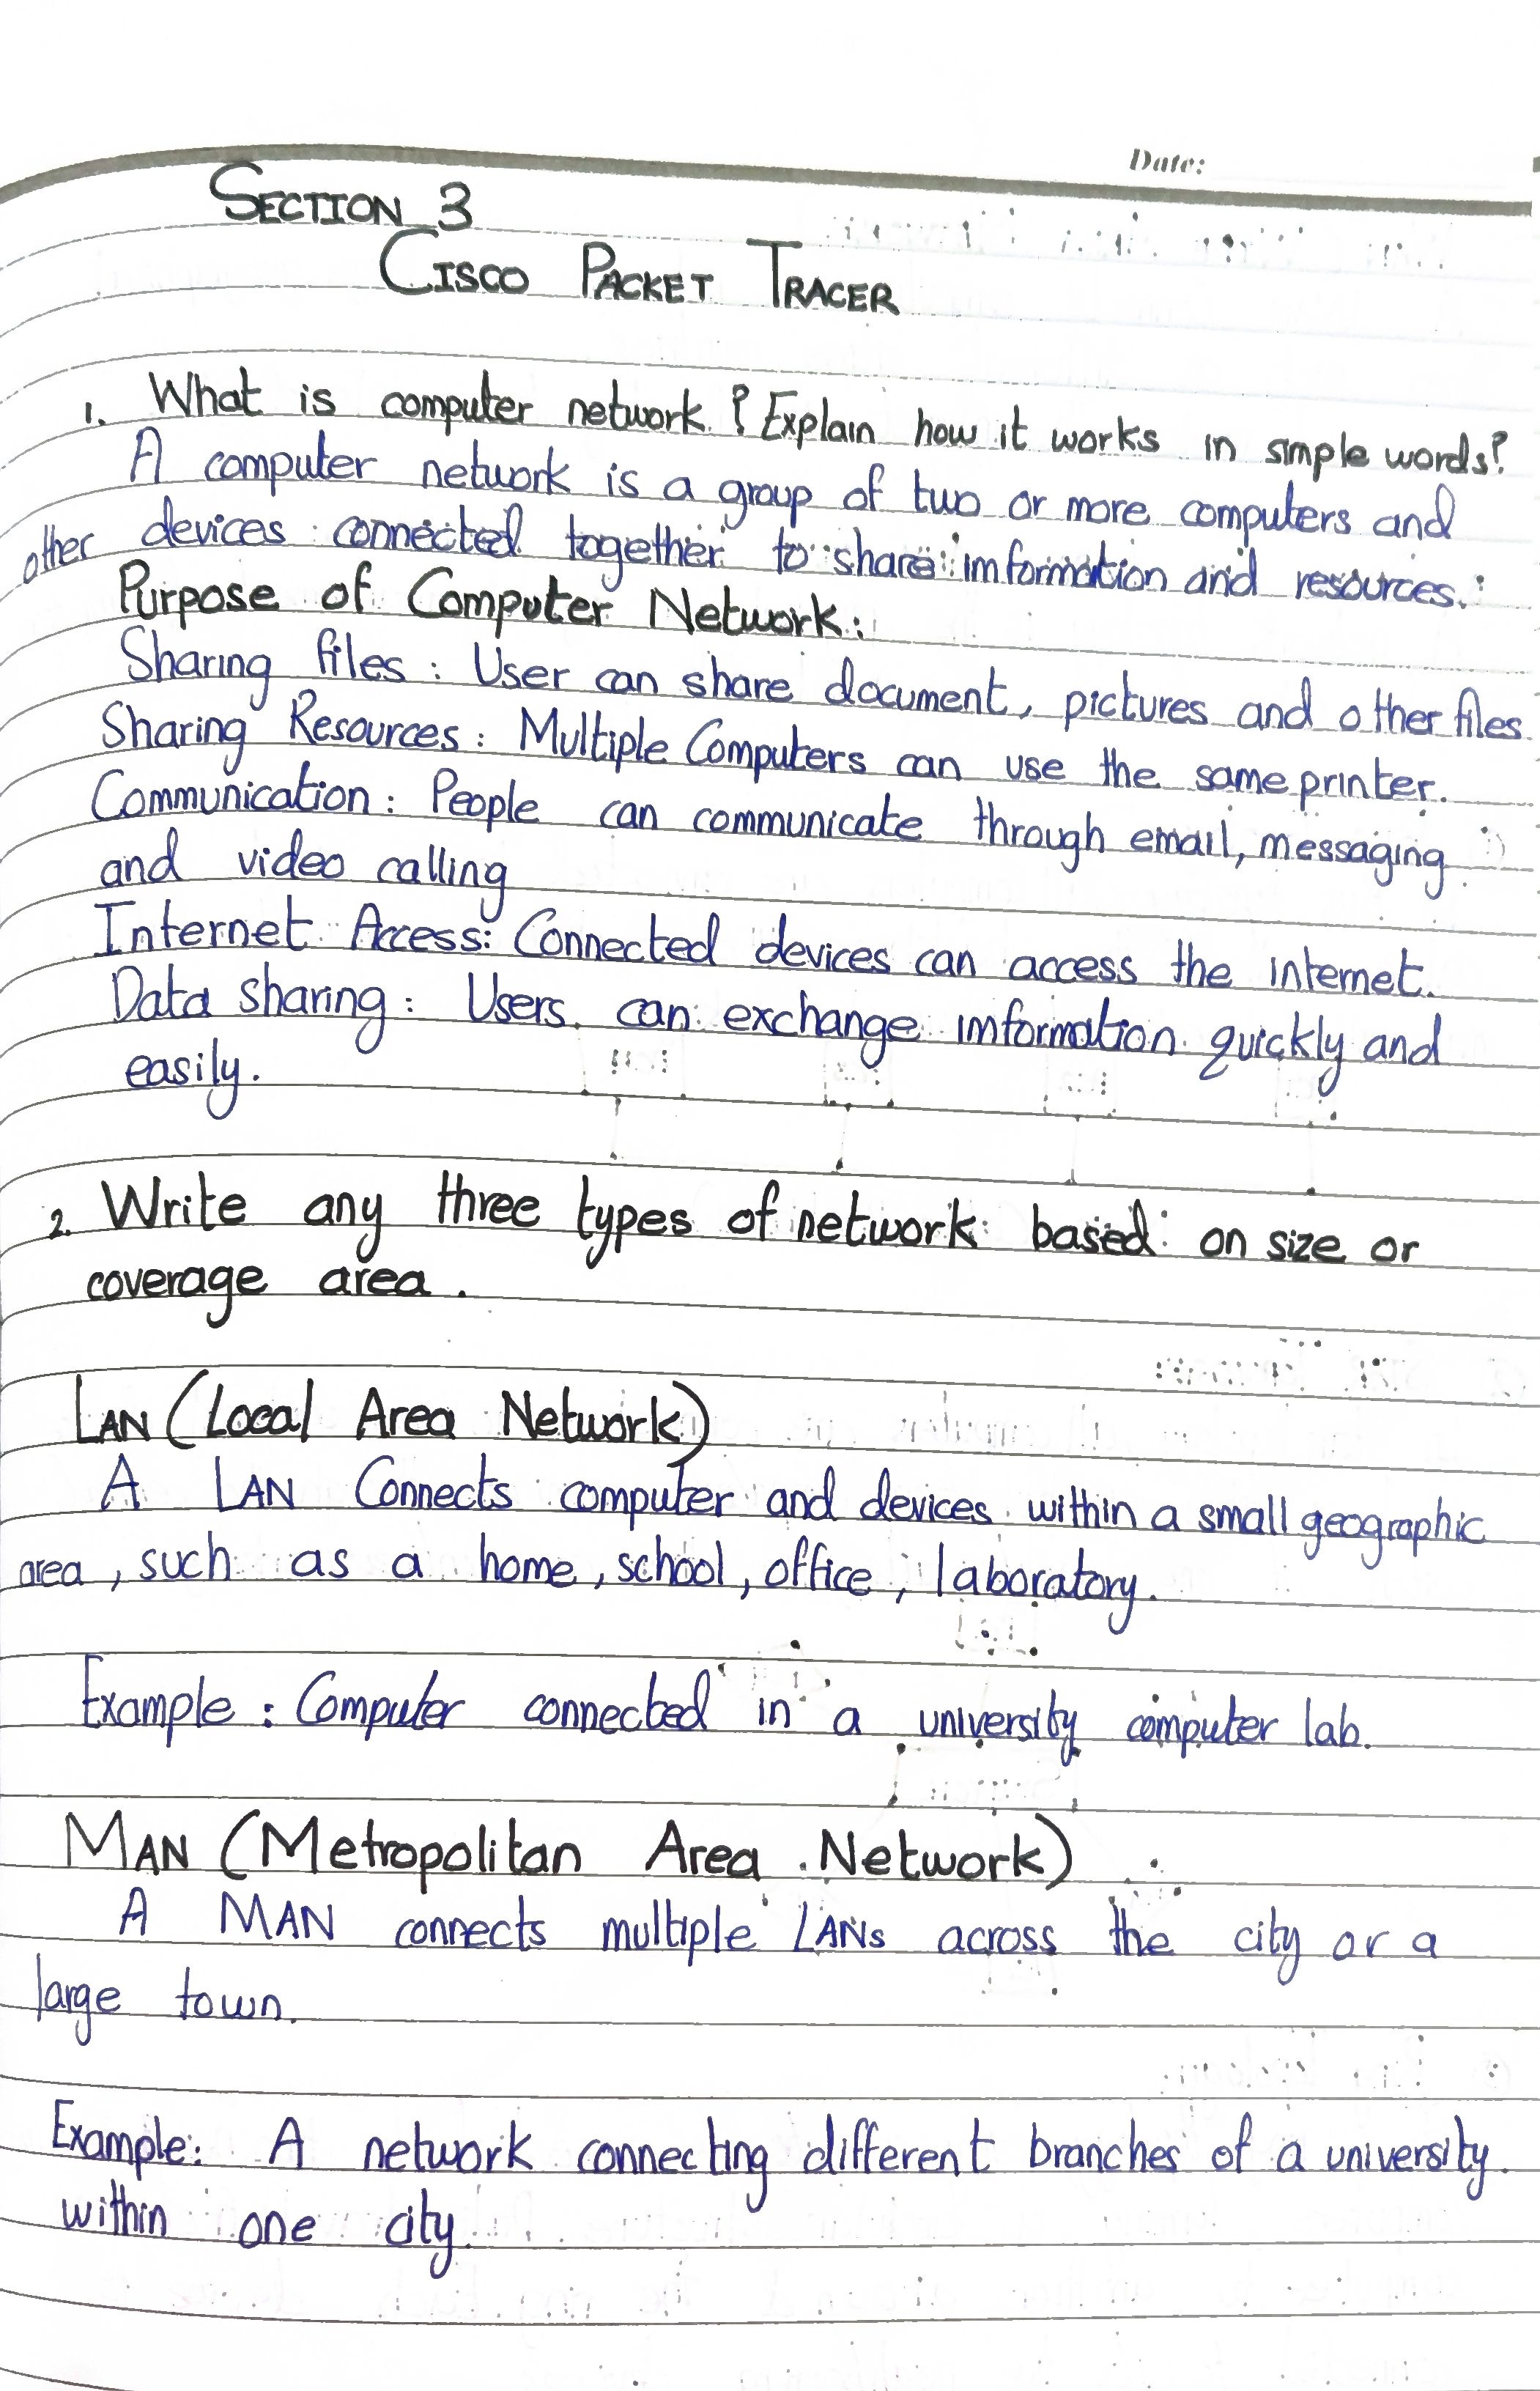 Date:
SECTION 3
CISCO PACKET TRACER
1. What is computer network? Explain how it works in simple words?
A computer network is a group of two or more computers and
other devices connected together to share imformation and resources.
Purpose of Computer Network:
Sharing files: User can share document, pictures and other files.
Sharing Resources: Multiple Computers can use the same printer.
Communication: People can communicate through email, messaging
and video calling
Internet Access: Connected devices can access the internet.
Data sharing: Users can exchange imformation quickly and
easily.
2. Write any three types of network based on size or
coverage area.
LAN (Local Area Network)
A LAN Connects computer and devices within a small geographic
area, such as a home, school, office, laboratory.
Example: Computer connected in a university computer lab.
MAN (Metropolitan Area Network)
A MAN connects multiple LANs across the city or a
large town.
Example: A network connecting different branches of a university
within one city.